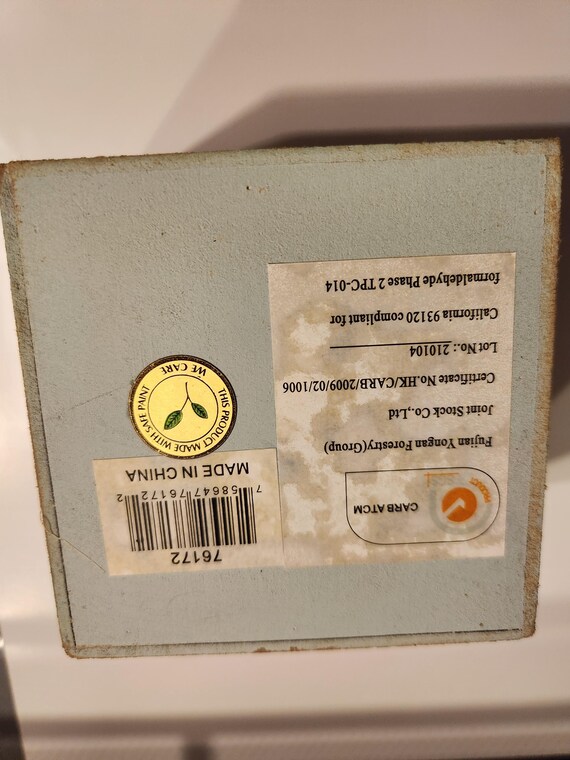 CARB ATCM
Fujian Yongan Forestry(Group)
Joint Stock Co.,Ltd
Certificate No.HK/CARB/2009/02/1006
Lot No.: 210104
California 93120 compliant for
formaldehyde Phase 2 TPC-014
76172
7 58647 76172 2
MADE IN CHINA
THIS PRODUCT MADE WITH SAFE PAINT
WE CARE